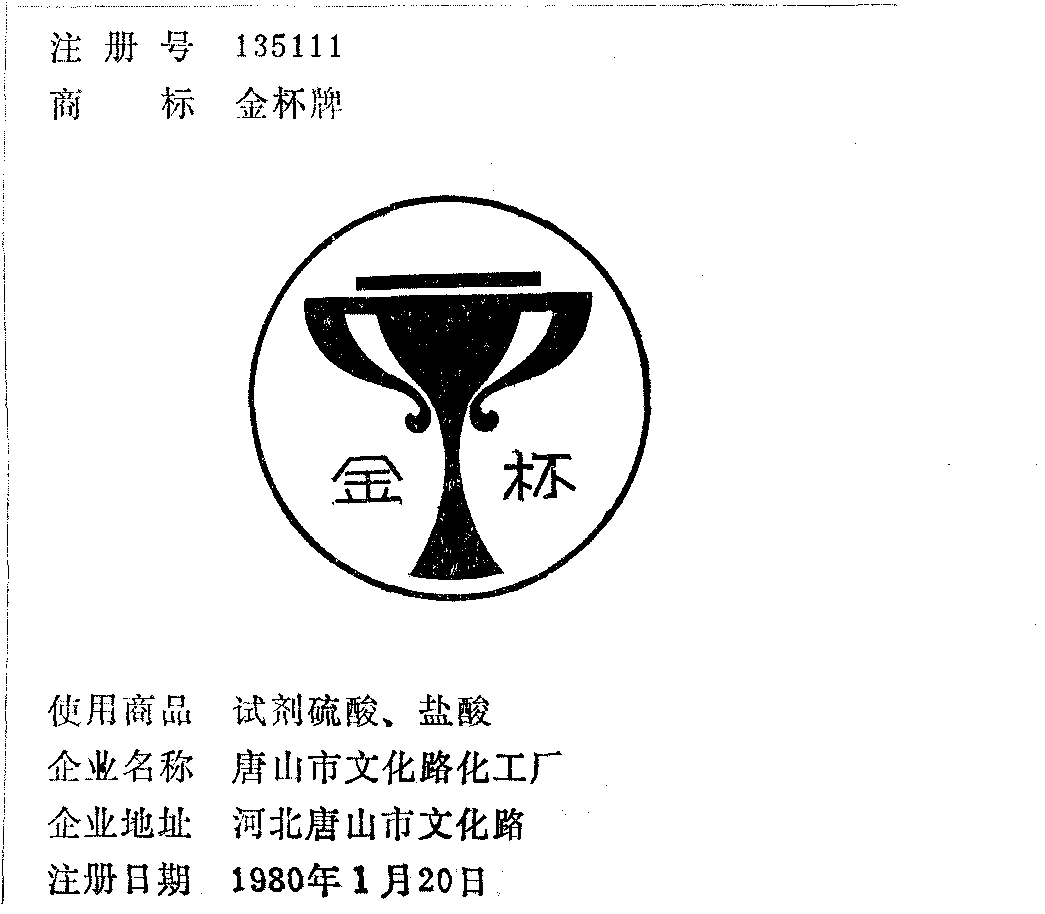 注册号 135111
商标 金杯牌
金 杯
使用商品 试剂硫酸、盐酸
企业名称 唐山市文化路化工厂
企业地址 河北唐山市文化路
注册日期 1980年1月20日